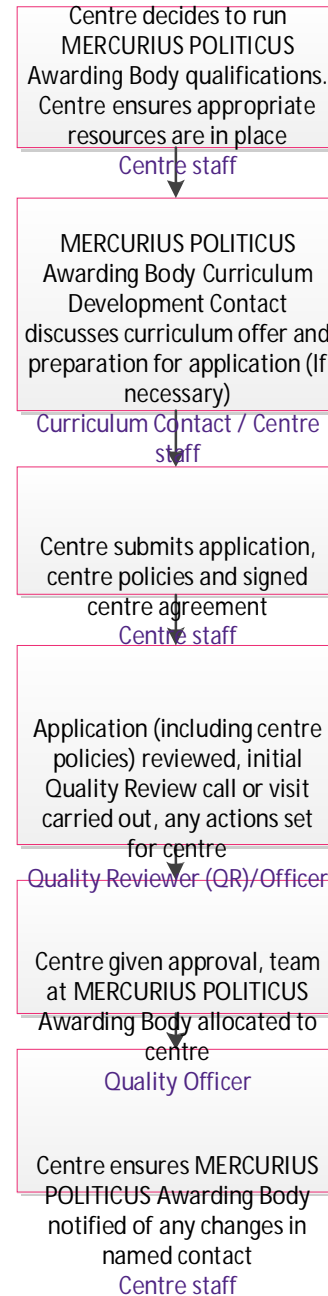 Centre decides to run
MERCURIUS POLITICUS
Awarding Body qualifications.
Centre ensures appropriate
resources are in place
Centre staff
MERCURIUS POLITICUS
Awarding Body Curriculum
Development Contact
discusses curriculum offer and
preparation for application (If
necessary)
Curriculum Contact / Centre
staff
Centre submits application,
centre policies and signed
centre agreement
Centre staff
Application (including centre
policies) reviewed, initial
Quality Review call or visit
carried out, any actions set
for centre
Quality Reviewer (QR)/Officer
Centre given approval, team
at MERCURIUS POLITICUS
Awarding Body allocated to
centre
Quality Officer
Centre ensures MERCURIUS
POLITICUS Awarding Body
notified of any changes in
named contact
Centre staff